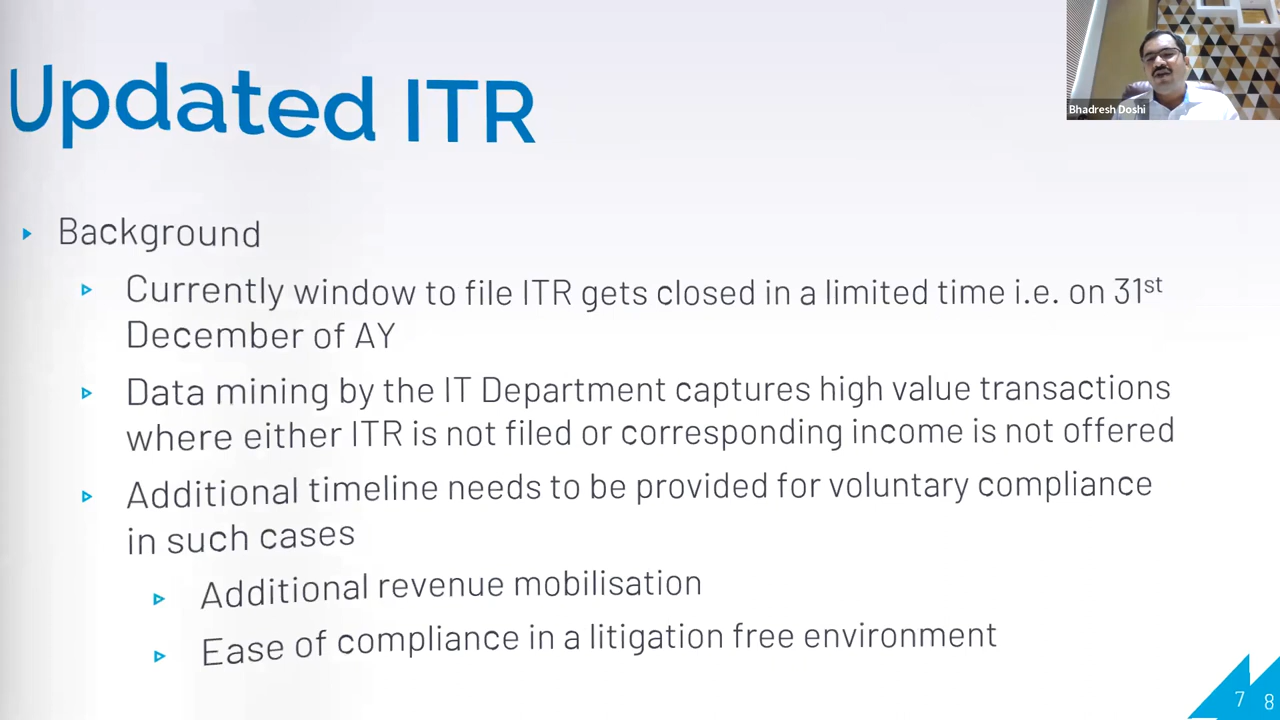 Updated ITR
Bhadresh Doshi
Background
Currently window to file ITR gets closed in a limited time i.e. on 31st
December of AY
Data mining by the IT Department captures high value transactions
where either ITR is not filed or corresponding income is not offered
Additional timeline needs to be provided for voluntary compliance
in such cases
Additional revenue mobilisation
Ease of compliance in a litigation free environment
7 8